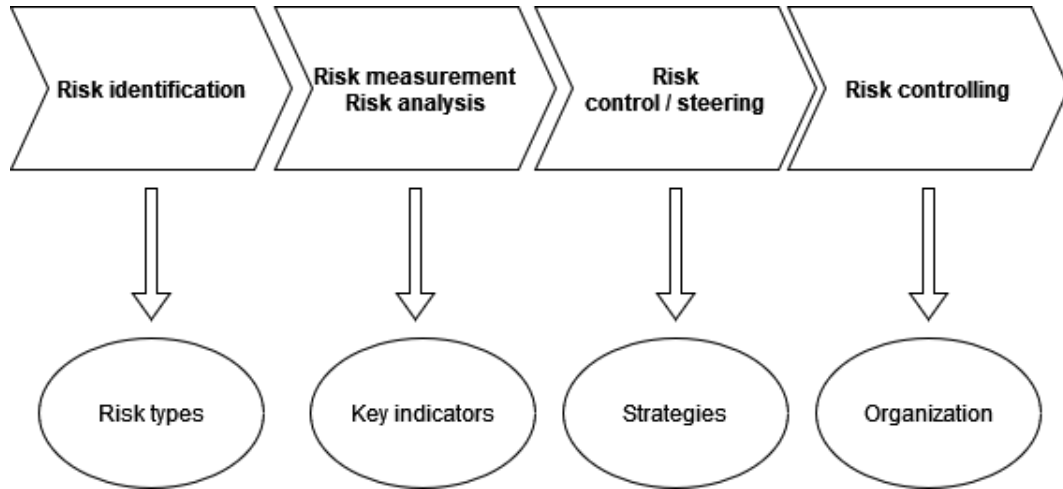 Risk identification
Risk measurement
Risk analysis
Risk
control / steering
Risk controlling
Risk types
Key indicators
Strategies
Organization